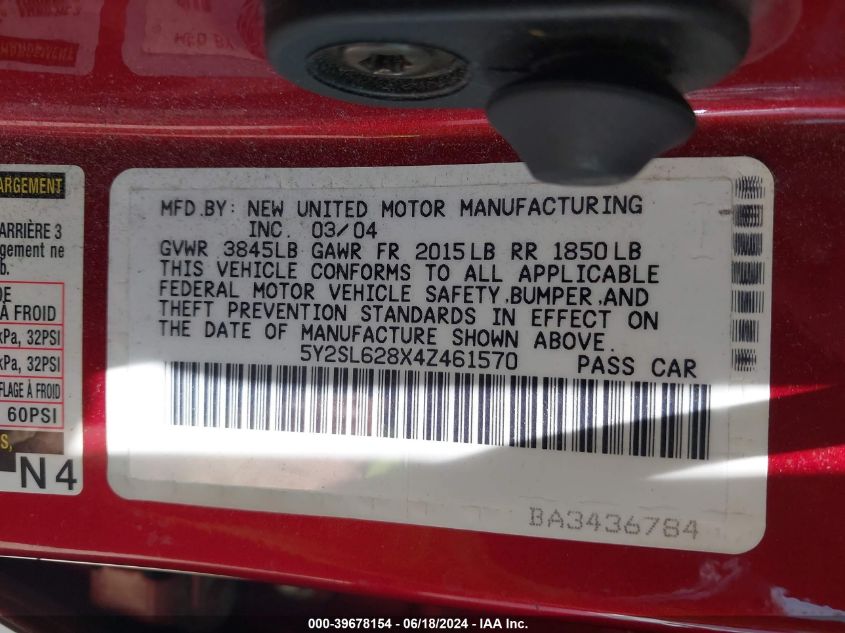 ARGEMENT
ARRIÈRE 3
gement ne
b.
DE
À FROID
kPa, 32PSI
kPa, 32PSI
FLAGE À FROID
60PSI
S,
N4
MFD.BY: NEW UNITED MOTOR MANUFACTURING
INC. 03/04
GVWR 3845LB GAWR FR 2015LB RR 1850LB
THIS VEHICLE CONFORMS TO ALL APPLICABLE
FEDERAL MOTOR VEHICLE SAFETY,BUMPER,AND
THEFT PREVENTION STANDARDS IN EFFECT ON
THE DATE OF MANUFACTURE SHOWN ABOVE.
5Y2SL628X4Z461570 PASS CAR
BA3436784
000-39678154 - 06/18/2024 - IAA Inc.